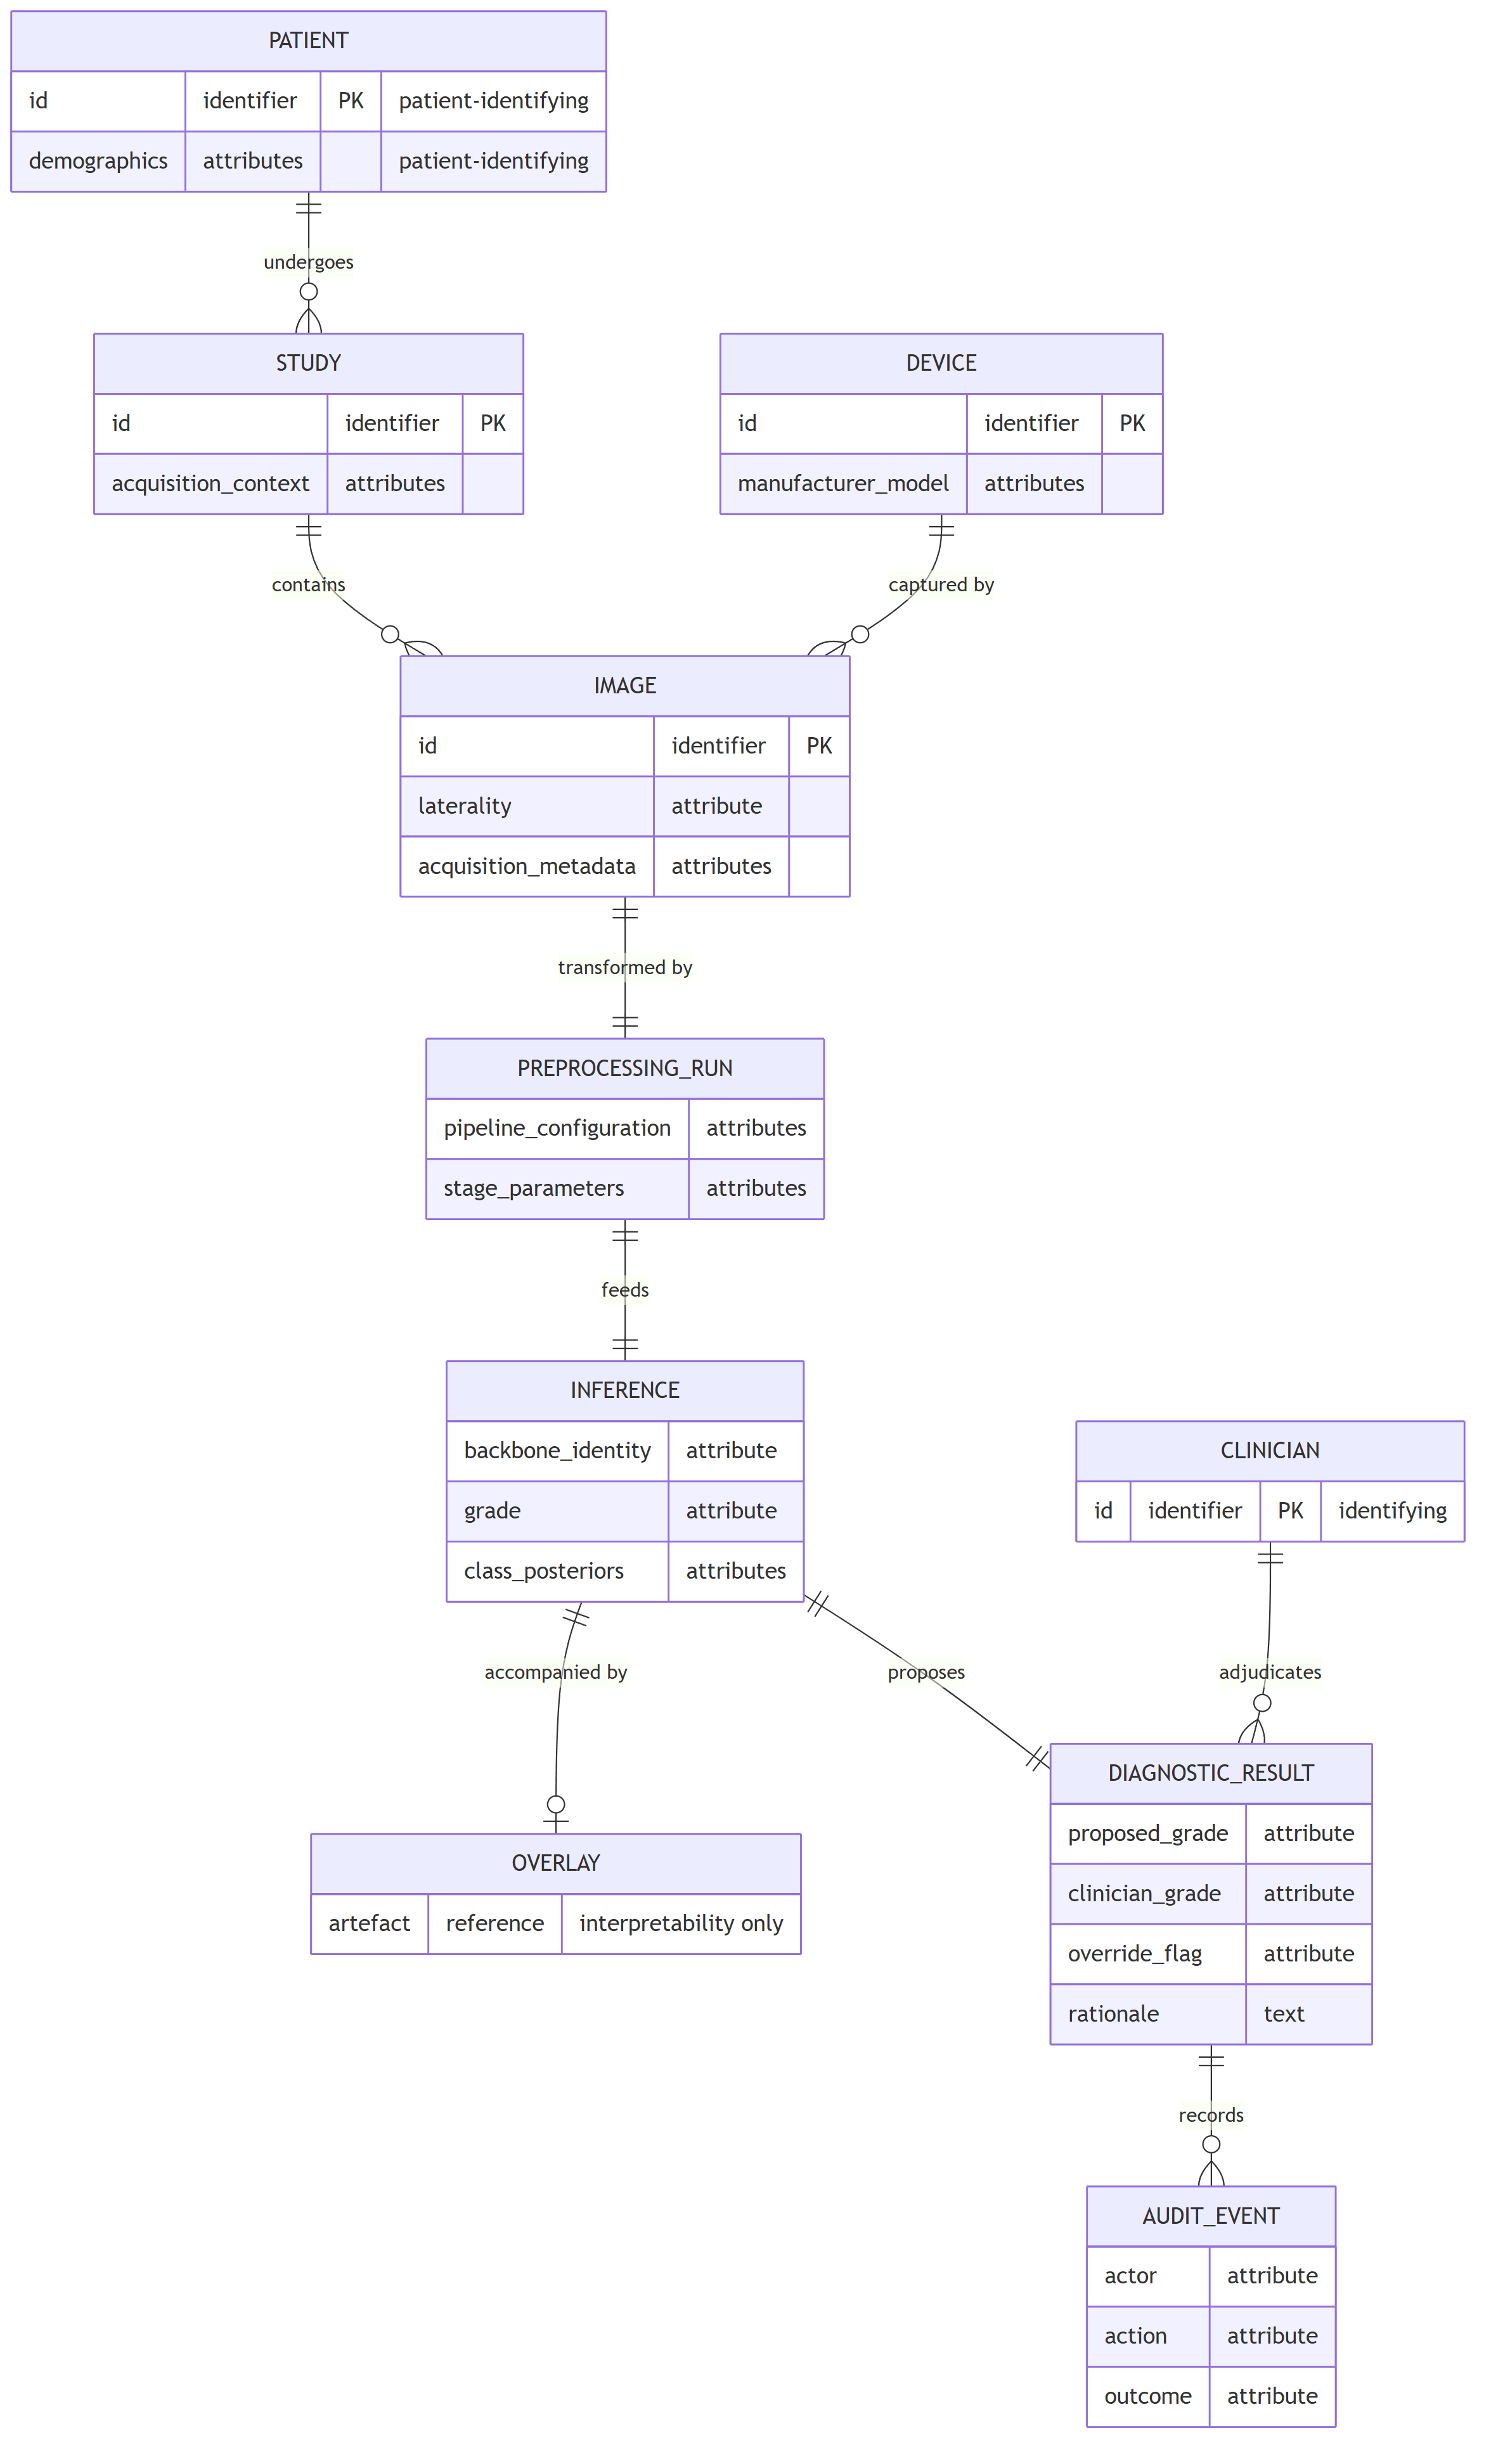 PATIENT
id identifier PK patient-identifying
demographics attributes patient-identifying
undergoes
STUDY
id identifier PK
acquisition_context attributes
DEVICE
id identifier PK
manufacturer_model attributes
contains
captured by
IMAGE
id identifier PK
laterality attribute
acquisition_metadata attributes
transformed by
PREPROCESSING_RUN
pipeline_configuration attributes
stage_parameters attributes
feeds
INFERENCE
backbone_identity attribute
grade attribute
class_posteriors attributes
CLINICIAN
id identifier PK identifying
accompanied by
proposes
adjudicates
OVERLAY
artefact reference interpretability only
DIAGNOSTIC_RESULT
proposed_grade attribute
clinician_grade attribute
override_flag attribute
rationale text
records
AUDIT_EVENT
actor attribute
action attribute
outcome attribute